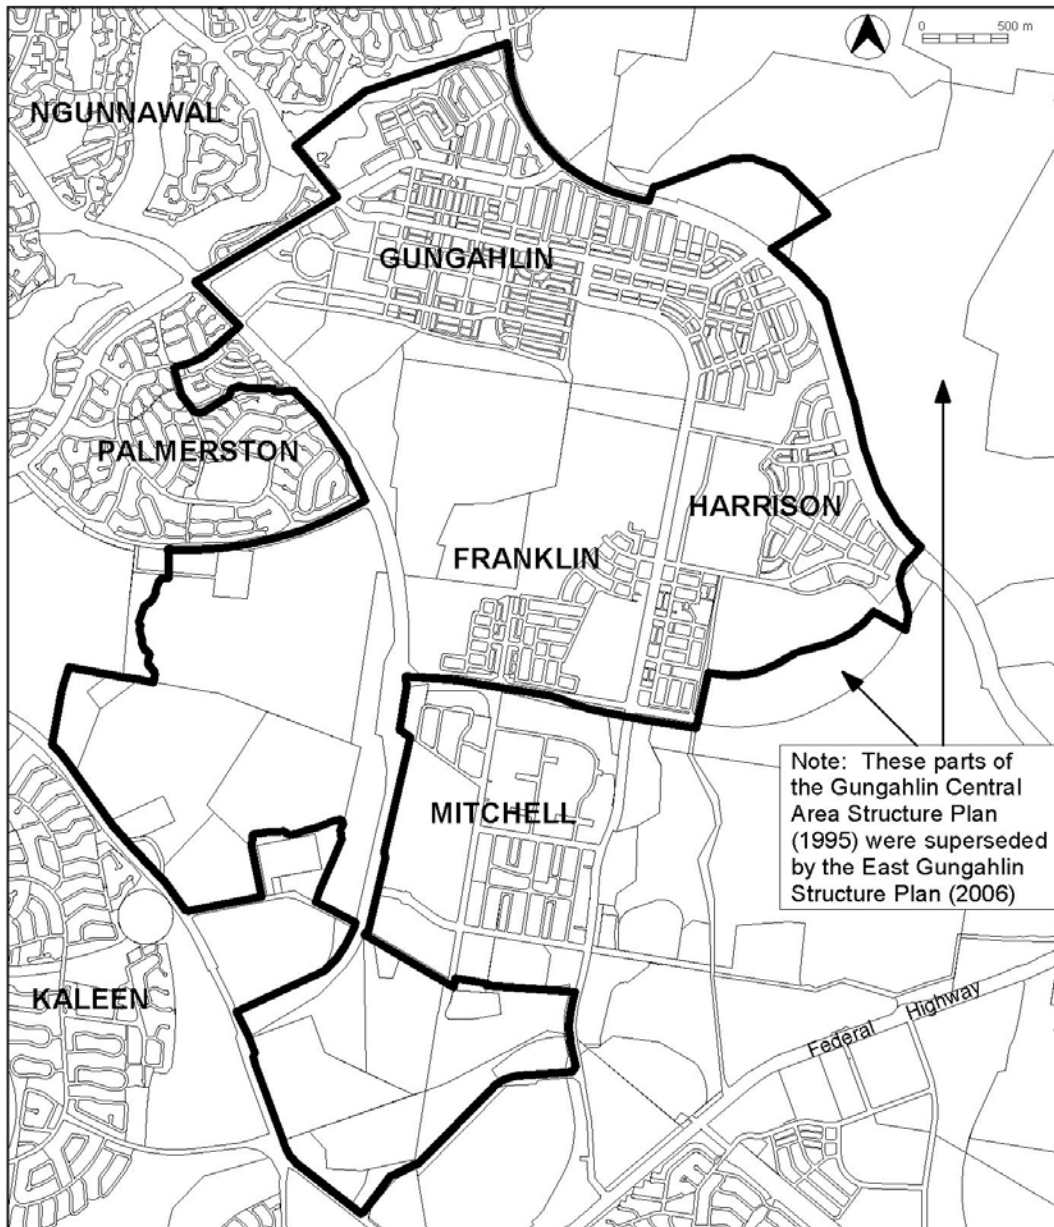 0 500 m
NGUNNAWAL
GUNGAHLIN
PALMERSTON
HARRISON
FRANKLIN
Note: These parts of
the Gungahlin Central
Area Structure Plan
(1995) were superseded
by the East Gungahlin
Structure Plan (2006)
MITCHELL
KALEEN
Federal Highway